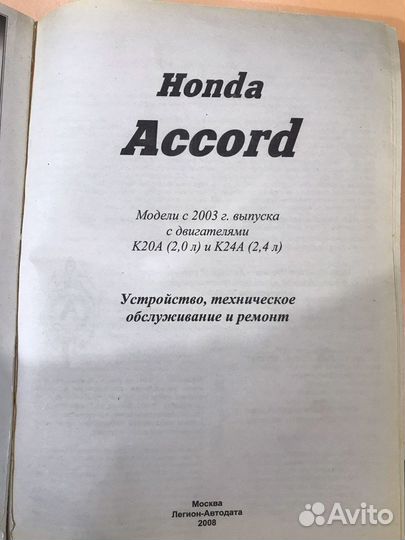 Honda
Accord
Модели с 2003 г. выпуска
с двигателями
K20A (2,0 л) и K24A (2,4 л)
Устройство, техническое
обслуживание и ремонт
Москва
Легион-Автодата
2008
Avito